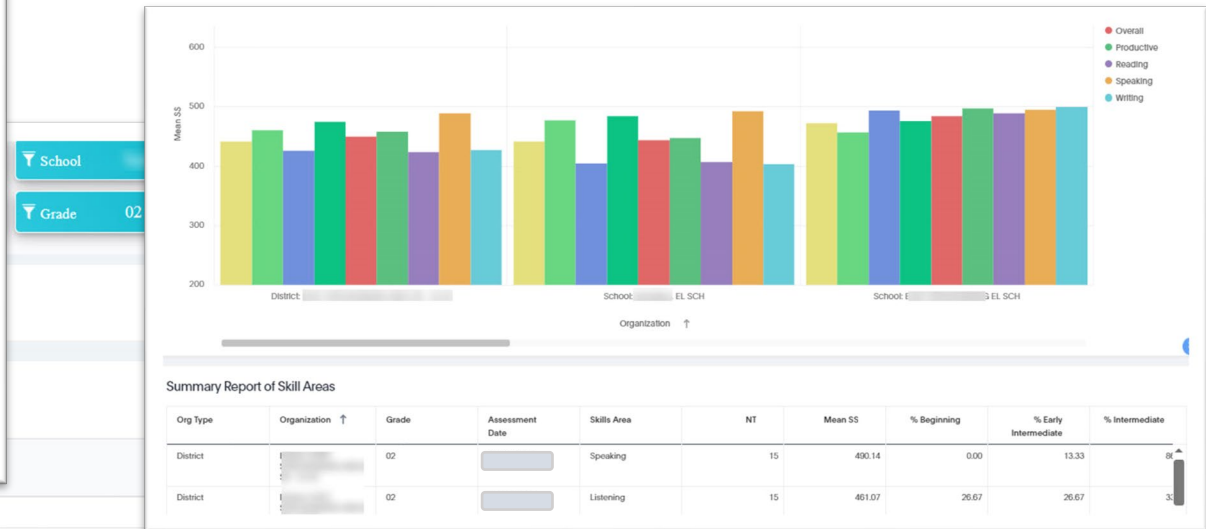 School
Grade 02
600
500
400
300
200
Mean SS
Overall
Productive
Reading
Speaking
Writing
District:
School: EL SCH
School: EL SCH
Organization ↑
Summary Report of Skill Areas
Org Type Organization ↑ Grade Assessment Date Skills Area NT Mean SS % Beginning % Early Intermediate % Intermediate
District 02 Speaking 15 490.14 0.00 13.33
District 02 Listening 15 461.07 26.67 26.67